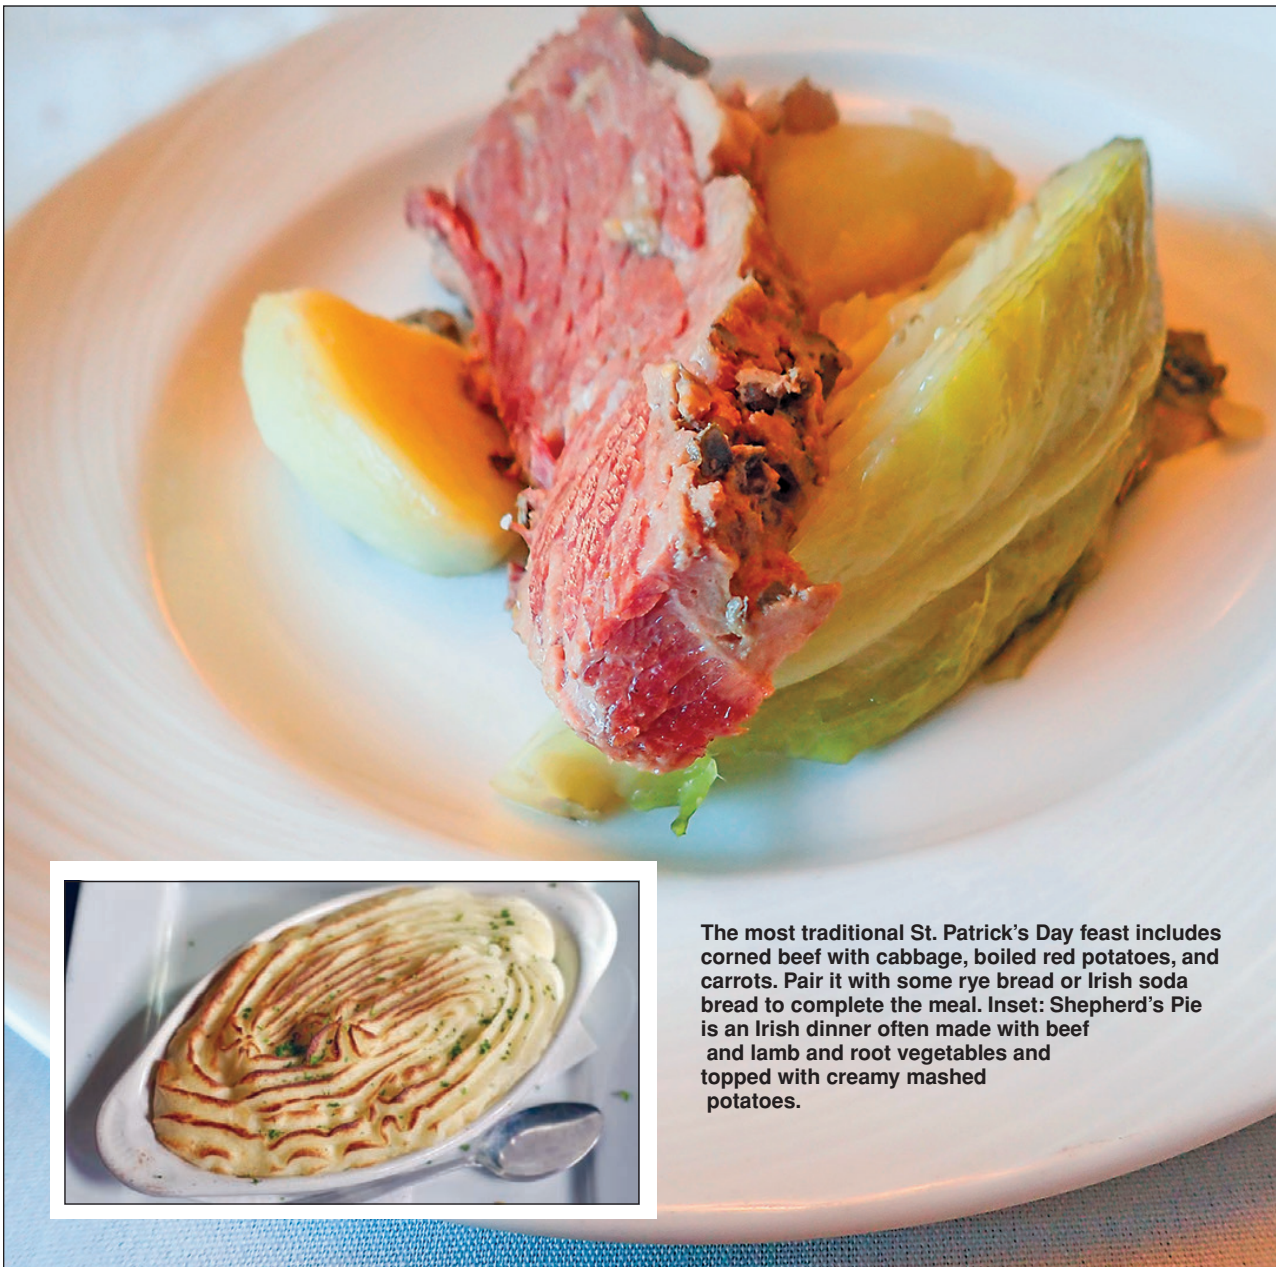 The most traditional St. Patrick’s Day feast includes
corned beef with cabbage, boiled red potatoes, and
carrots. Pair it with some rye bread or Irish soda
bread to complete the meal. Inset: Shepherd’s Pie
is an Irish dinner often made with beef
and lamb and root vegetables and
topped with creamy mashed
potatoes.